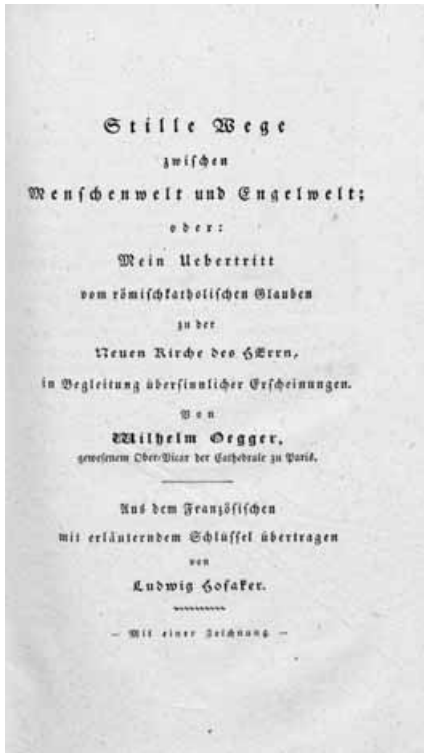 Stille Wege
zwischen
Menschenwelt und Engelwelt;
oder:
Mein Uebertritt
vom römischkatholischen Glauben
zu der
Neuen Kirche des HErrn,
in Begleitung übersinnlicher Erscheinungen.
Von
Wilhelm Oegger,
gewesenem Ober-Vicar der Cathedrale zu Paris.
Aus dem Französischen
mit erläuterndem Schlüssel übertragen
von
Ludwig Hofaker.
– Mit einer Zeichnung –